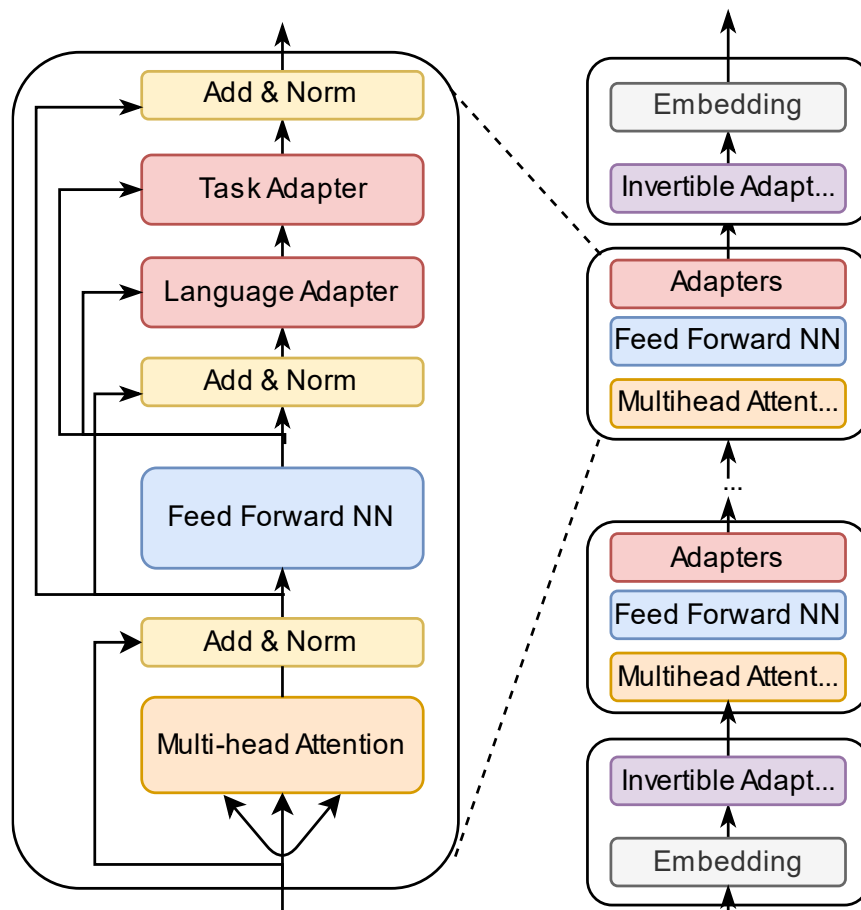 Add & Norm
Task Adapter
Language Adapter
Add & Norm
Feed Forward NN
Add & Norm
Multi-head Attention
Embedding
Invertible Adapt...
Adapters
Feed Forward NN
Multihead Attent...
...
Adapters
Feed Forward NN
Multihead Attent...
Invertible Adapt...
Embedding